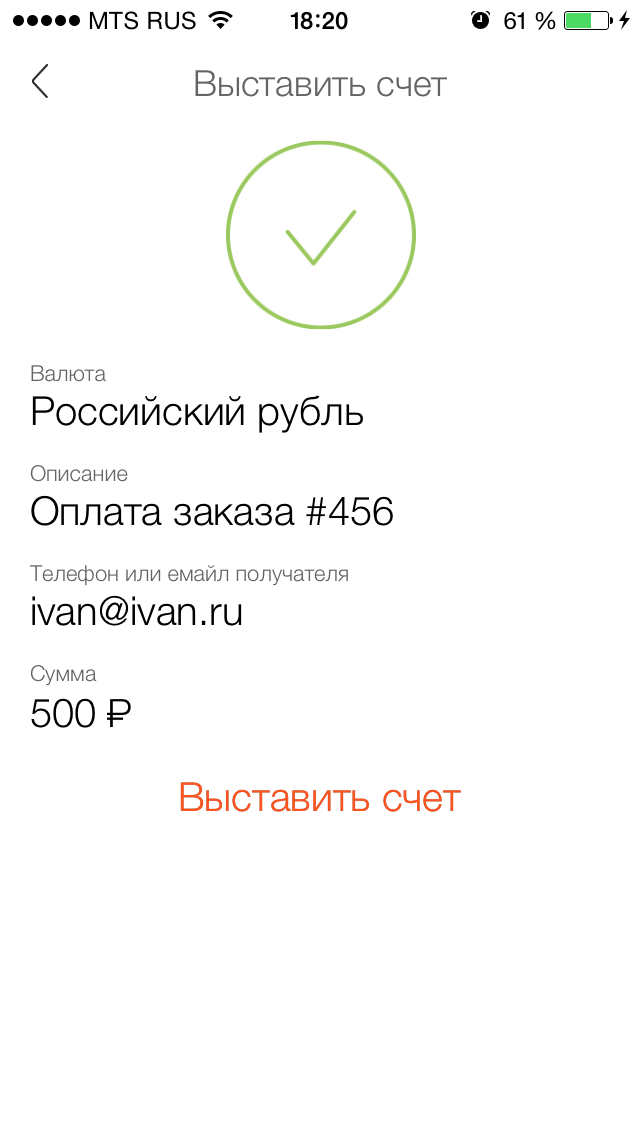 MTS RUS 18:20 61 %
Выставить счет
Валюта
Российский рубль
Описание
Оплата заказа #456
Телефон или емайл получателя
ivan@ivan.ru
Сумма
500 ₽
Выставить счет